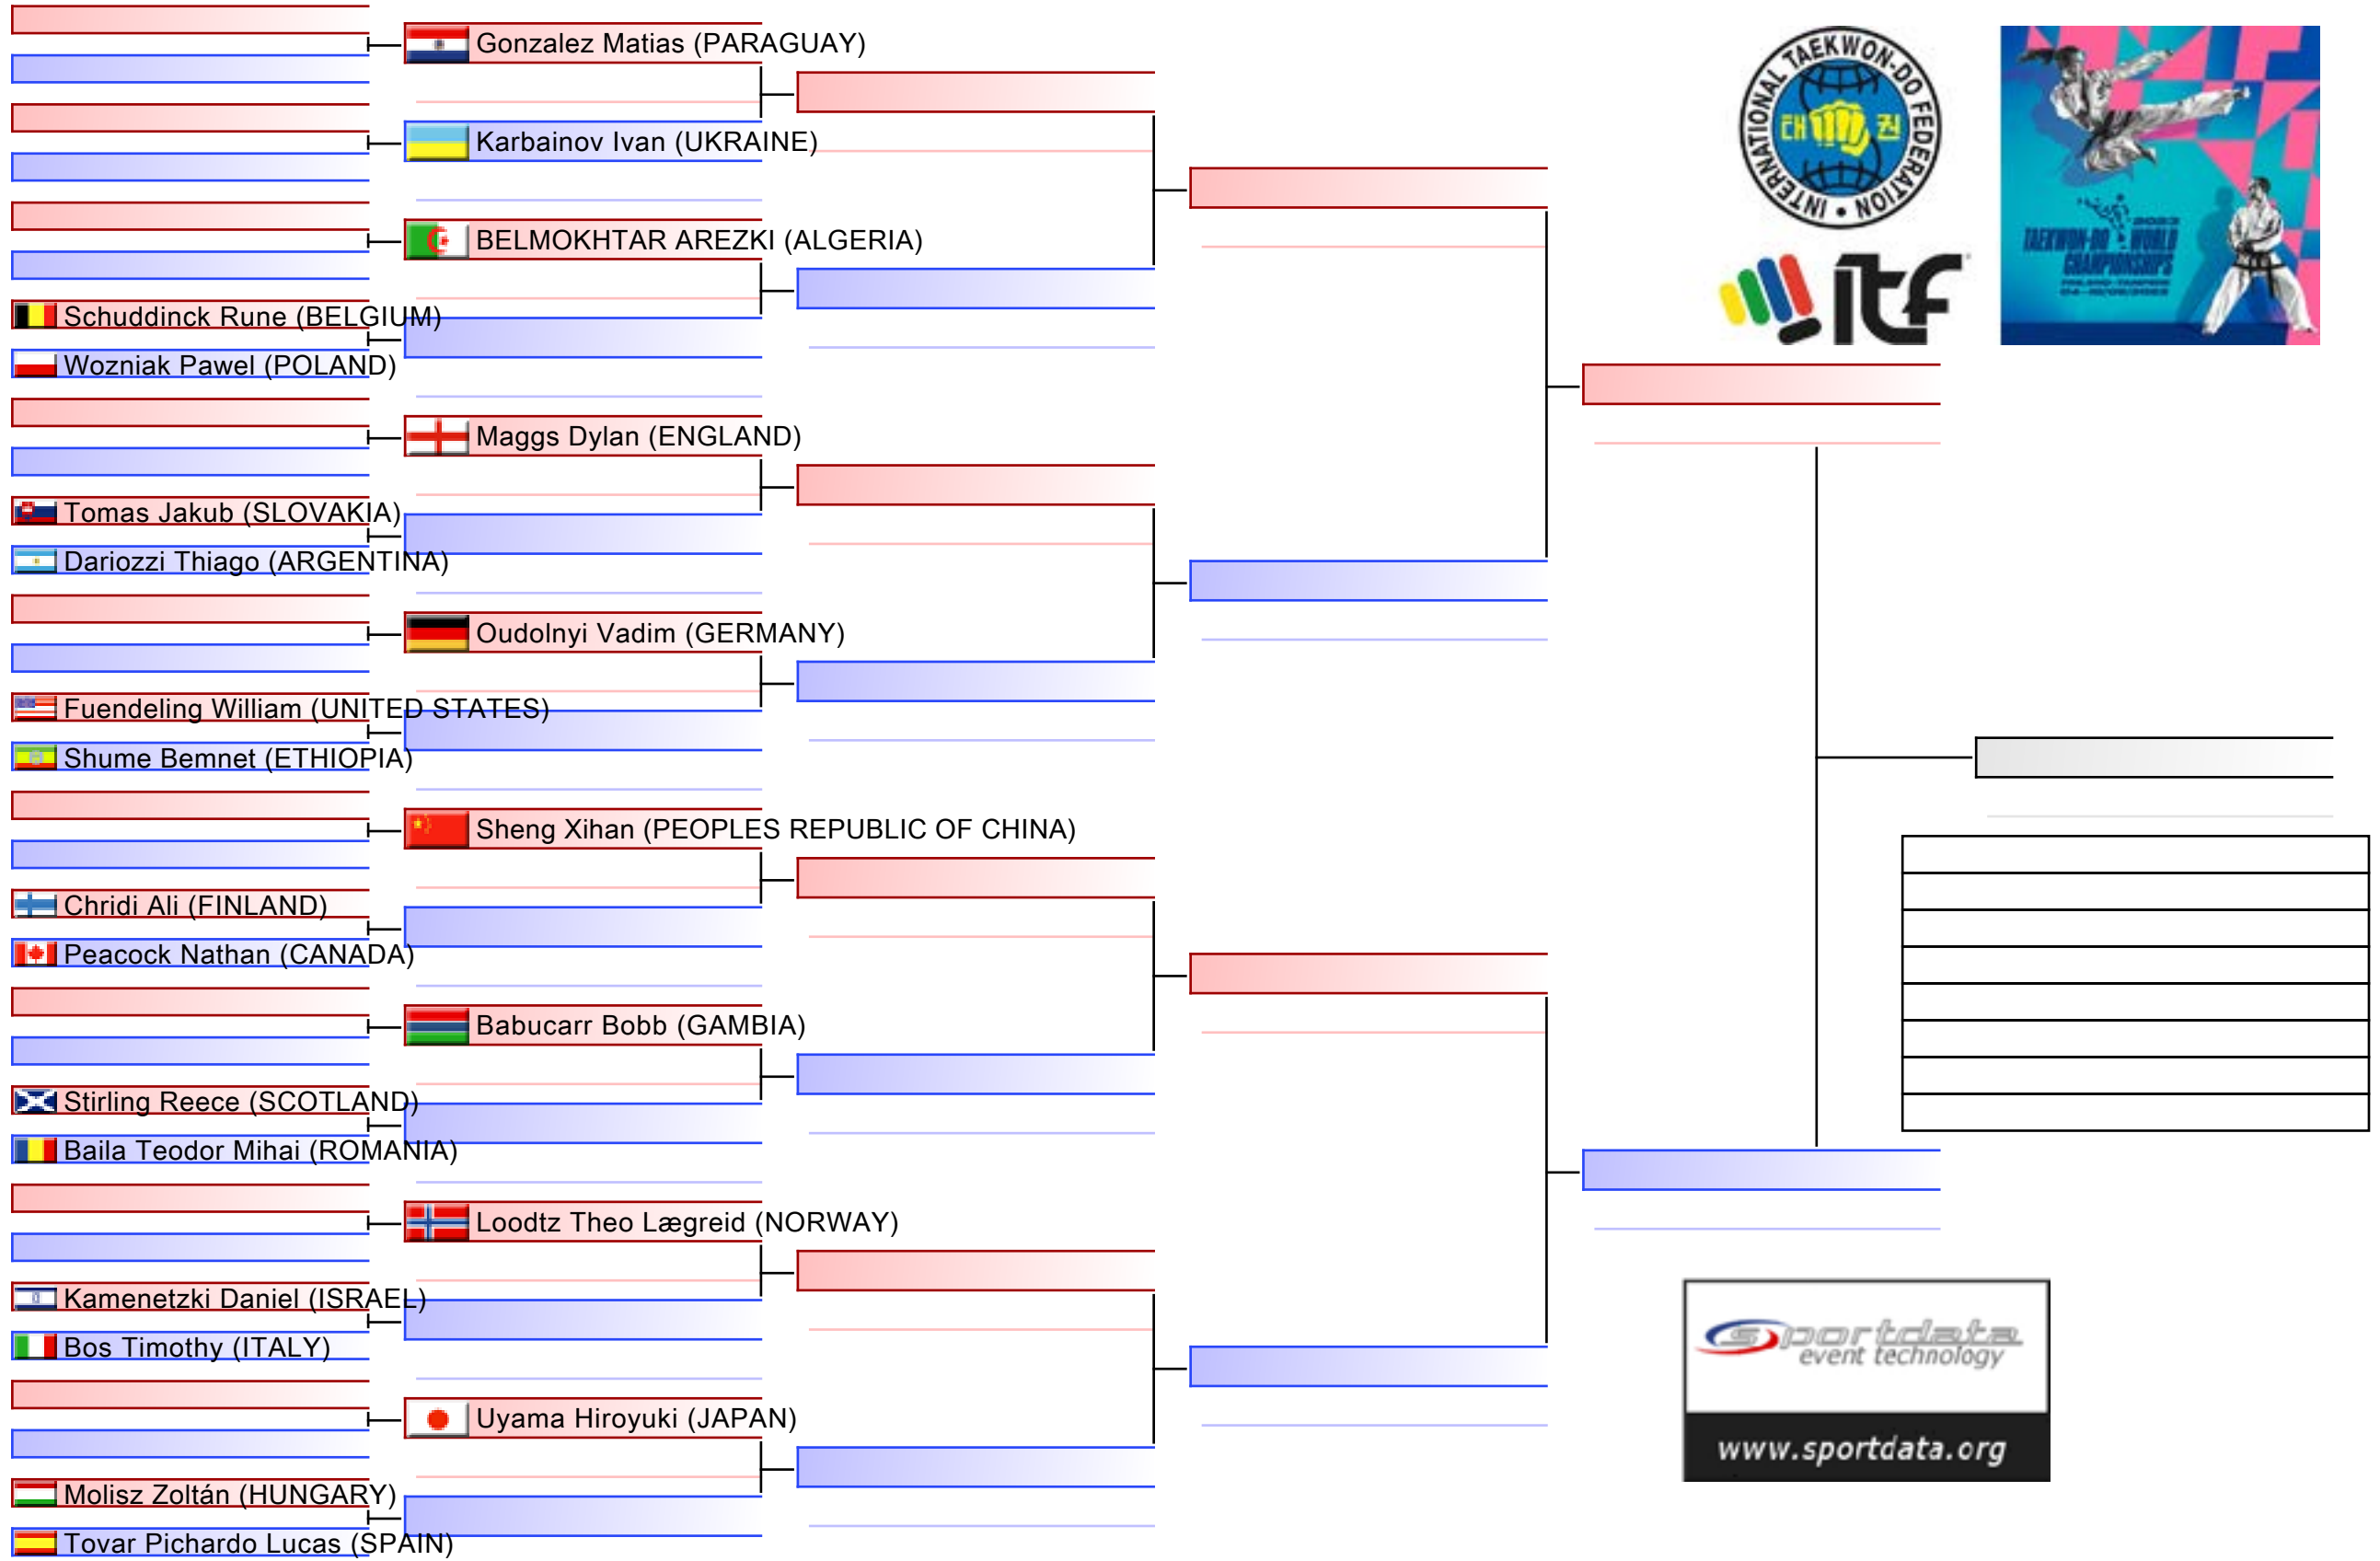 Gonzalez Matias (PARAGUAY)
Karbainov Ivan (UKRAINE)
BELMOKHTAR AREZKI (ALGERIA)
Schuddinck Rune (BELGIUM)
Wozniak Pawel (POLAND)
Maggs Dylan (ENGLAND)
Tomas Jakub (SLOVAKIA)
Dariozzi Thiago (ARGENTINA)
Oudolnyi Vadim (GERMANY)
Fuendeling William (UNITED STATES)
Shume Bemnet (ETHIOPIA)
Sheng Xihan (PEOPLES REPUBLIC OF CHINA)
Chridi Ali (FINLAND)
Peacock Nathan (CANADA)
Babucarr Bobb (GAMBIA)
Stirling Reece (SCOTLAND)
Baila Teodor Mihai (ROMANIA)
Loodtz Theo Lægreid (NORWAY)
Kamenetzki Daniel (ISRAEL)
Bos Timothy (ITALY)
Uyama Hiroyuki (JAPAN)
Molisz Zoltán (HUNGARY)
Tovar Pichardo Lucas (SPAIN)
INTERNATIONAL TAEKWON-DO FEDERATION
태 권
itf
2023
TAEKWON-DO WORLD
CHAMPIONSHIPS
sportdata
event technology
www.sportdata.org